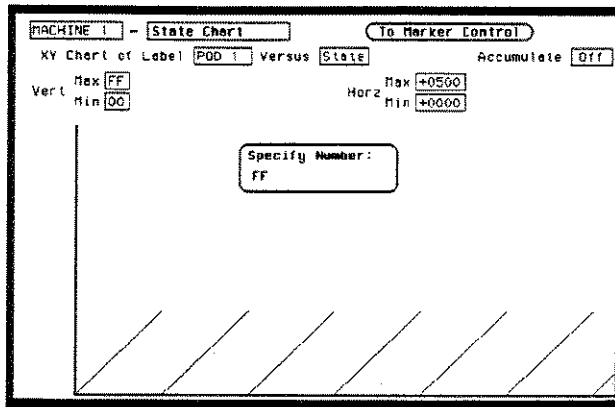 MACHINE 1 - State Chart To Marker Control
XY Chart of Label POD 1 Versus State Accumulate Off
Vert Max FF Horz Max +0500
Min 00 Min +0000
Specify Number:
FF